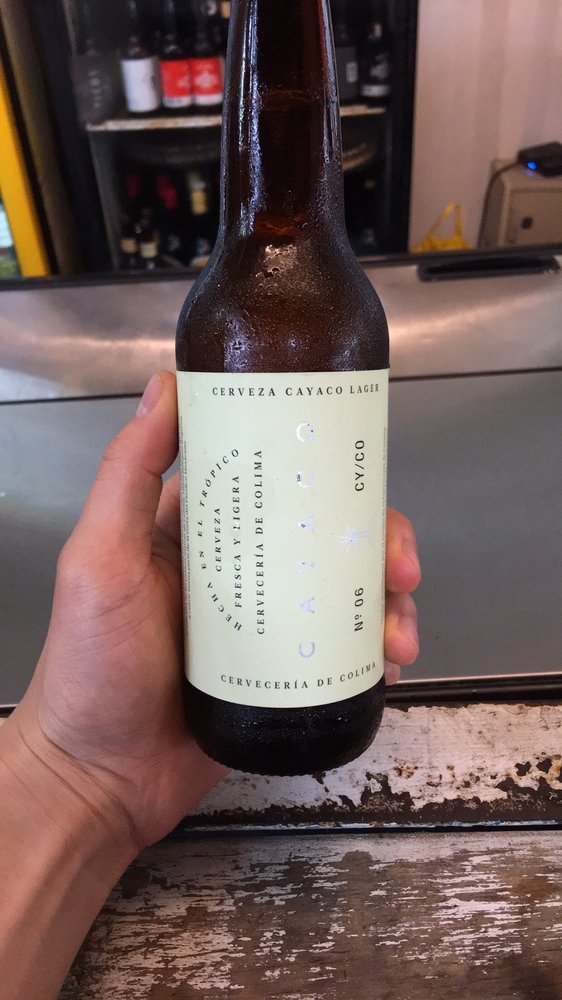 CERVEZA CAYACO LAGER
HECHA EN EL TRÓPICO
CERVEZA
FRESCA Y LIGERA
CERVECERÍA DE COLIMA
CAYACO
Nº 06 CY/CO
CERVECERÍA DE COLIMA